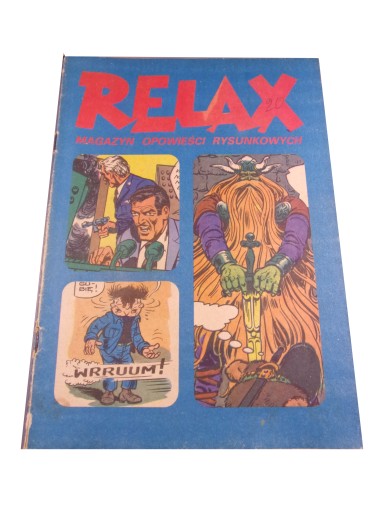 RELAX
MAGAZYN OPOWIEŚCI RYSUNKOWYCH
WRRUUM!